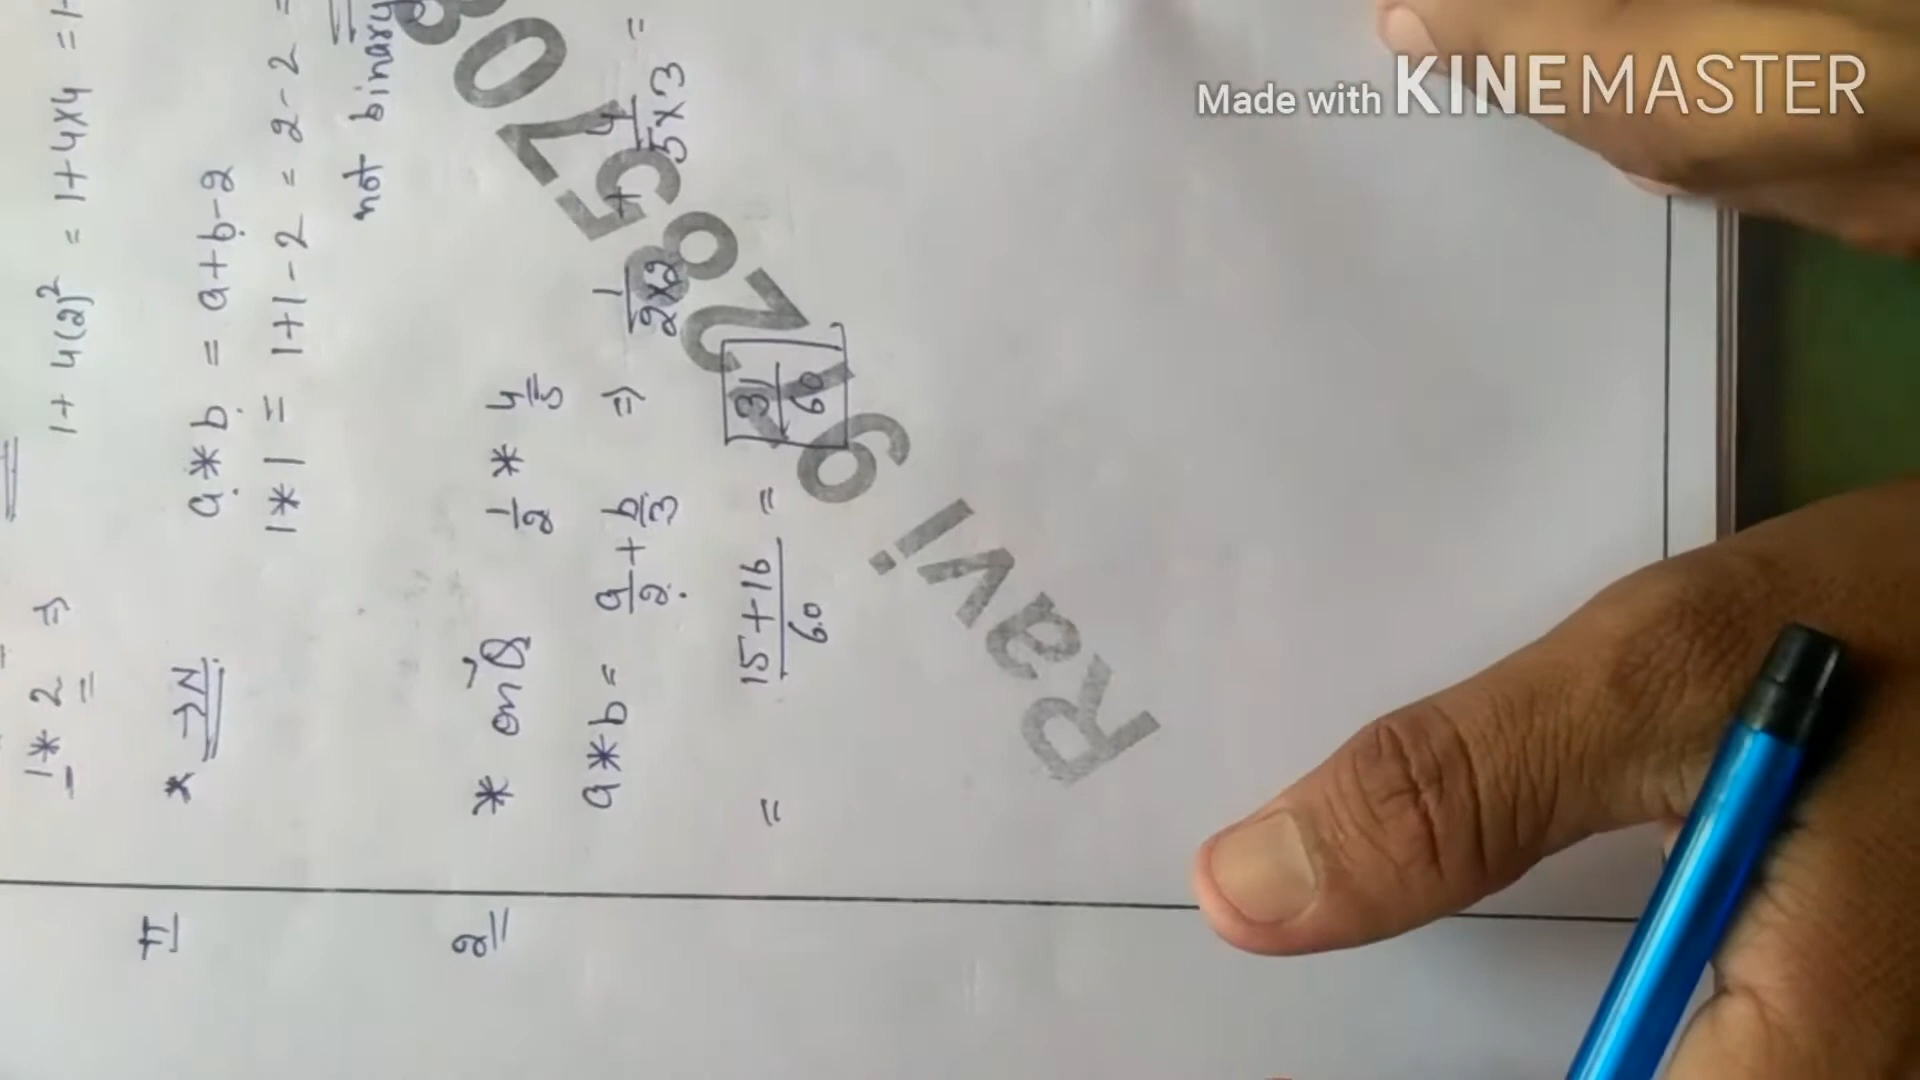 1 * 2 ⇒ 1 + 4(2)² = 1 + 4×4 = 1
II * → N a * b = a+b-2
1 * 1 = 1+1-2 = 2-2 =
not binary
2 * on Q 1/2 * 4/5
a * b = a/2 + b/3 ⇒ 1/2×2 + 4/5×3 =
= 15+16/60 = 31/60
Made with KINEMASTER